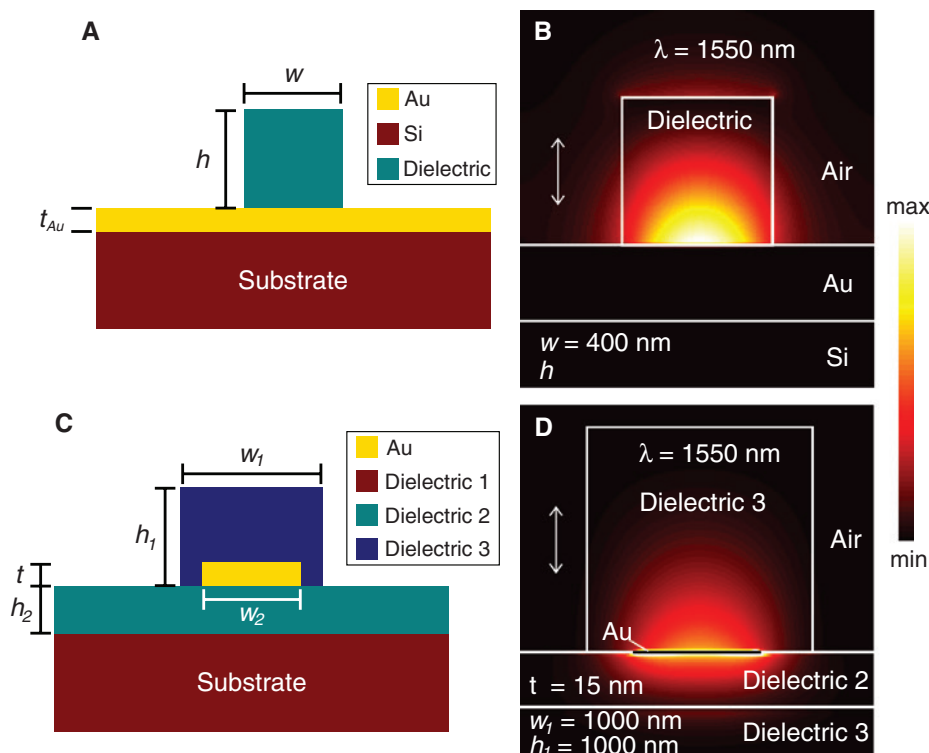 A
w
h
t_Au
Au
Si
Dielectric
Substrate
B
λ = 1550 nm
Dielectric
Air
Au
w = 400 nm
h
Si
max
min
C
w₁
h₁
t
h₂
w₂
Au
Dielectric 1
Dielectric 2
Dielectric 3
Substrate
D
λ = 1550 nm
Dielectric 3
Air
Au
t = 15 nm
Dielectric 2
w₁ = 1000 nm
h₁ = 1000 nm
Dielectric 3